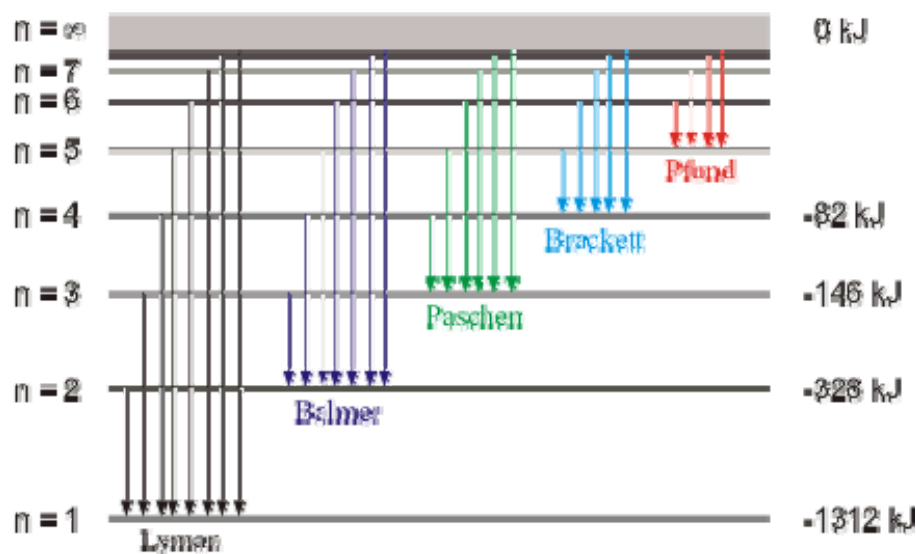 n = ∞ 0 kJ
n = 7
n = 6
n = 5
Pfund
n = 4 -82 kJ
Brackett
n = 3 -146 kJ
Paschen
n = 2 -328 kJ
Balmer
n = 1 -1312 kJ
Lyman